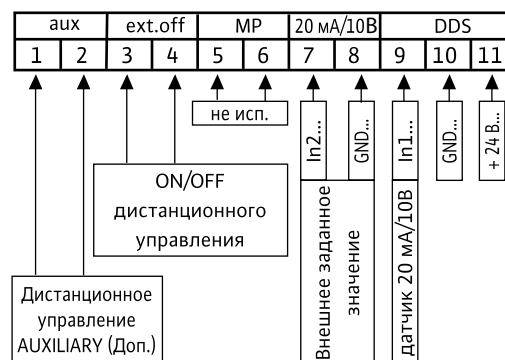 aux ext.off MP 20 мА/10В DDS
1 2 3 4 5 6 7 8 9 10 11
не исп.
In2...
GND...
In1...
GND...
+ 24 В...
ON/OFF
дистанционного
управления
Внешнее заданное
значение
датчик 20 мА/10В
Дистанционное
управление
AUXILIARY (Доп.)